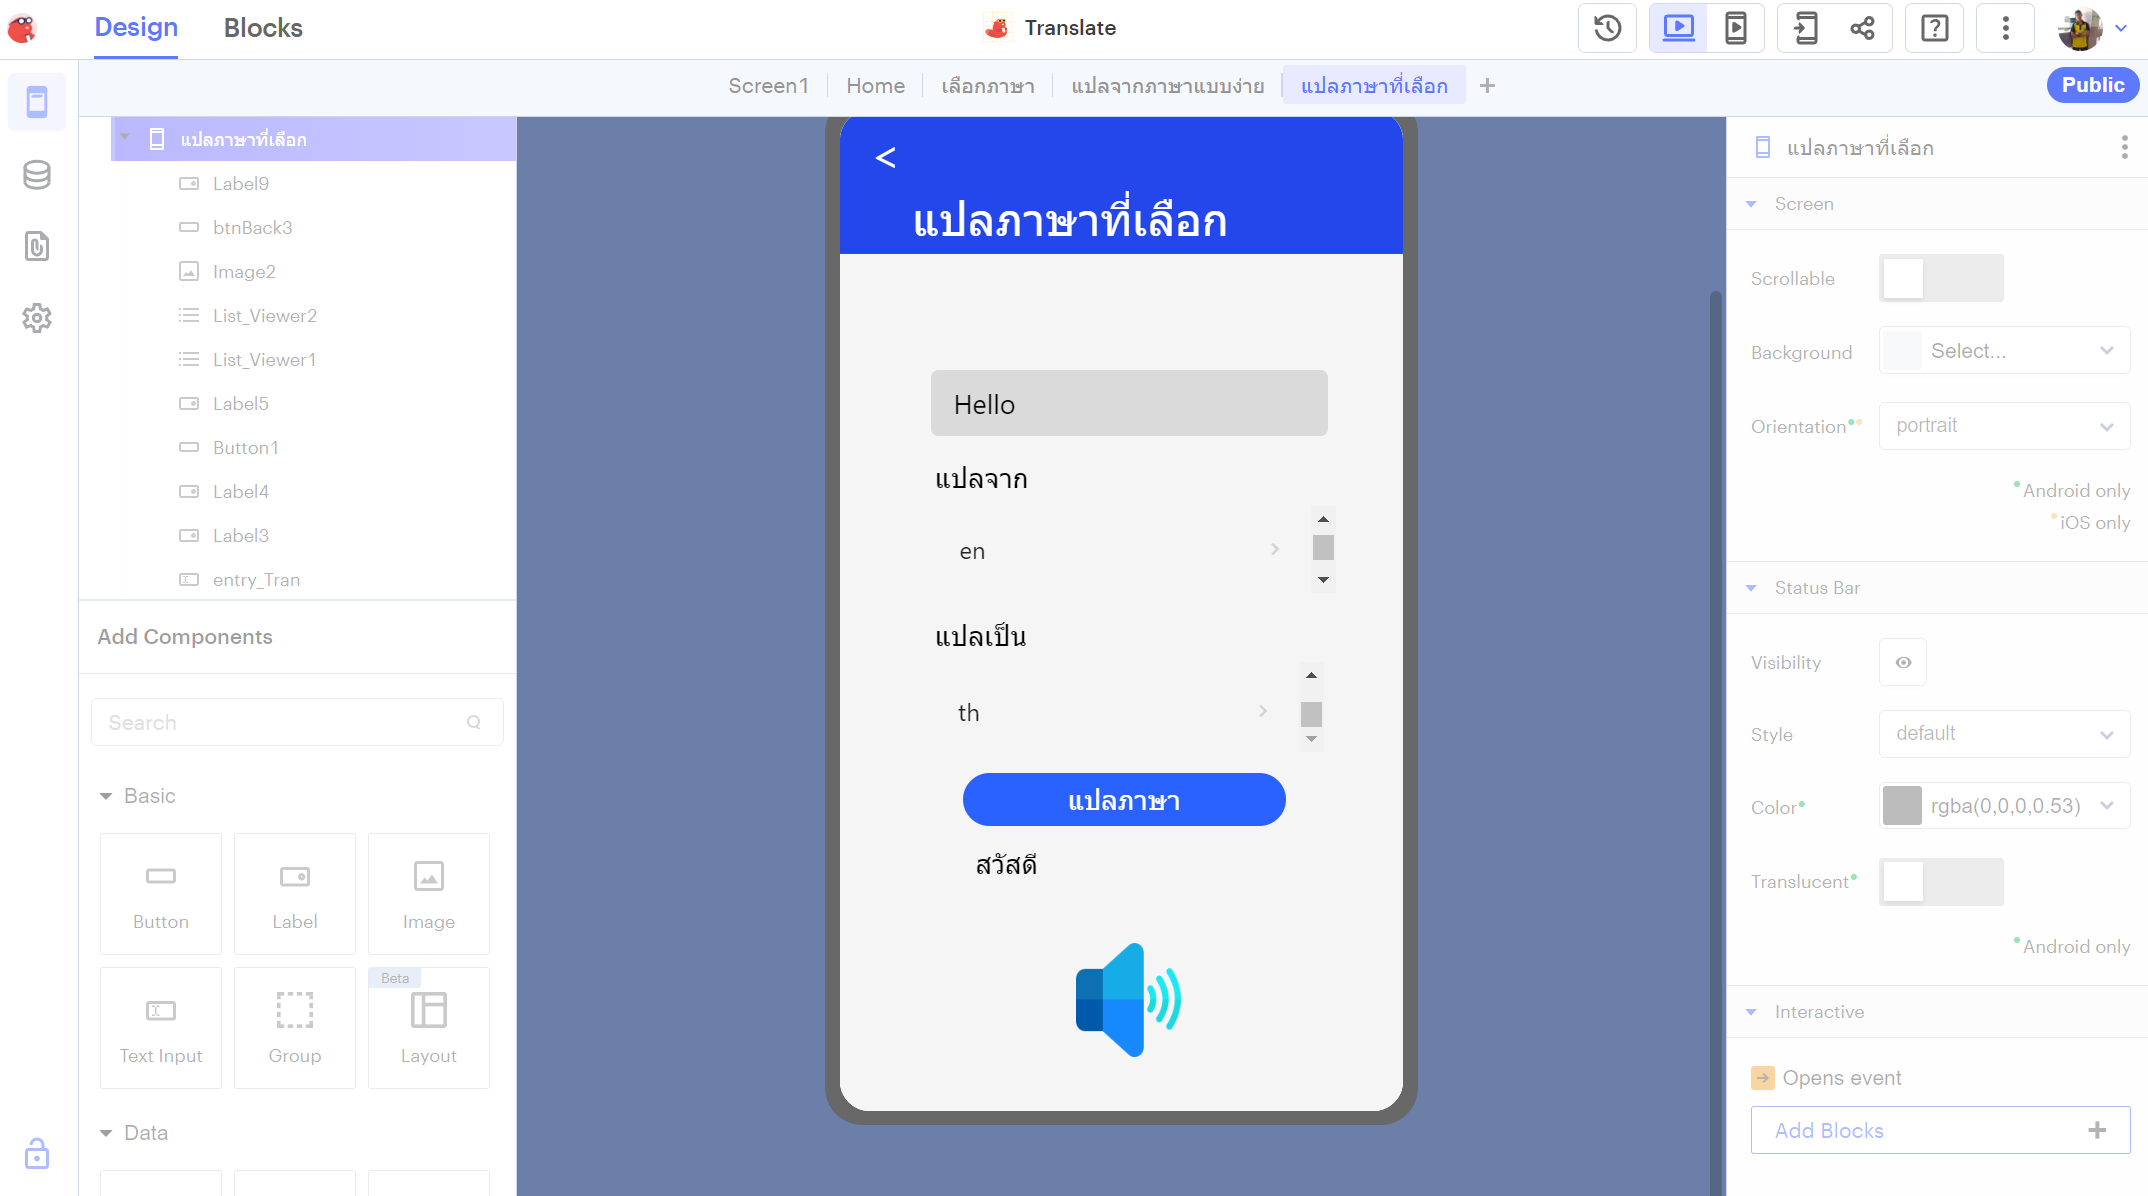 Design
Blocks
Translate
Screen1
Home
เลือกภาษา
แปลจากภาษาแบบง่าย
แปลภาษาที่เลือก
Public
แปลภาษาที่เลือก
Label9
btnBack3
Image2
List_Viewer2
List_Viewer1
Label5
Button1
Label4
Label3
entry_Tran
Add Components
Search
Basic
Button
Label
Image
Text Input
Group
Beta
Layout
Data
<
แปลภาษาที่เลือก
Hello
แปลจาก
en
แปลเป็น
th
แปลภาษา
สวัสดี
แปลภาษาที่เลือก
Screen
Scrollable
Background
Select...
Orientation
portrait
Android only
iOS only
Status Bar
Visibility
Style
default
Color
rgba(0,0,0,0.53)
Translucent
Android only
Interactive
Opens event
Add Blocks